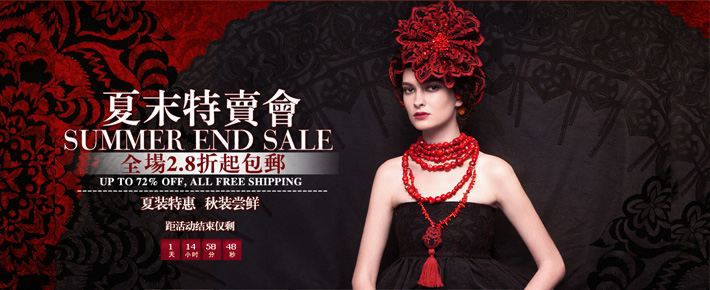 夏末特賣會
SUMMER END SALE
全場2.8折起包郵
UP TO 72% OFF, ALL FREE SHIPPING
夏装特惠 秋装尝鲜
距活动结束仅剩
1 14 58 48
天 小时 分 秒